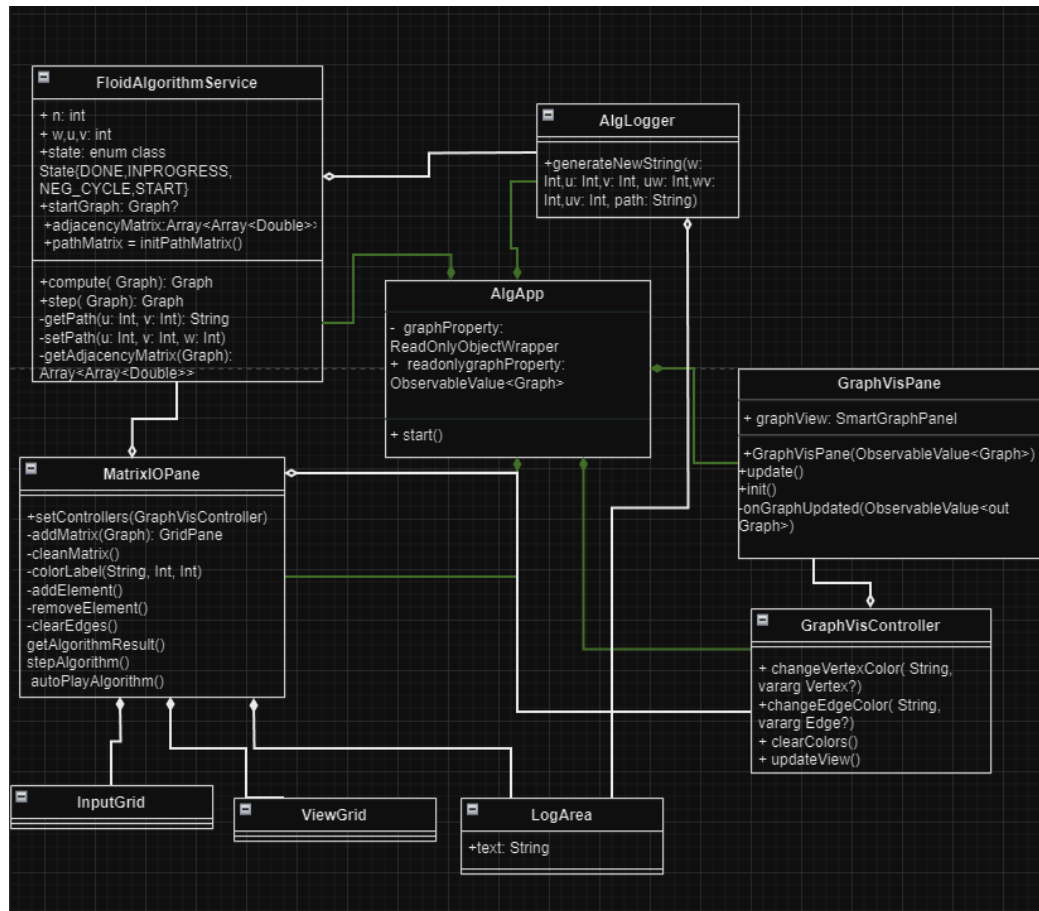 FloidAlgorithmService
+ n: int
+ w,u,v: int
+state: enum class
State{DONE,INPROGRESS,
NEG_CYCLE,START}
+startGraph: Graph?
+adjacencyMatrix:Array<Array<Double>>
+pathMatrix = initPathMatrix()
+compute( Graph): Graph
+step( Graph): Graph
-getPath(u: Int, v: Int): String
-setPath(u: Int, v: Int, w: Int)
-getAdjacencyMatrix(Graph):
Array<Array<Double>>
AlgLogger
+generateNewString(w:
Int,u: Int,v: Int, uw: Int,wv:
Int,uv: Int, path: String)
AlgApp
- graphProperty:
ReadOnlyObjectWrapper
+ readonlygraphProperty:
ObservableValue<Graph>
+ start()
GraphVisPane
+ graphView: SmartGraphPanel
+GraphVisPane(ObservableValue<Graph>)
+update()
+init()
-onGraphUpdated(ObservableValue<out
Graph>)
MatrixIOPane
+setControllers(GraphVisController)
-addMatrix(Graph): GridPane
-cleanMatrix()
-colorLabel(String, Int, Int)
-addElement()
-removeElement()
-clearEdges()
getAlgorithmResult()
stepAlgorithm()
autoPlayAlgorithm()
GraphVisController
+ changeVertexColor( String,
vararg Vertex?)
+changeEdgeColor( String,
vararg Edge?)
+ clearColors()
+ updateView()
InputGrid
ViewGrid
LogArea
+text: String